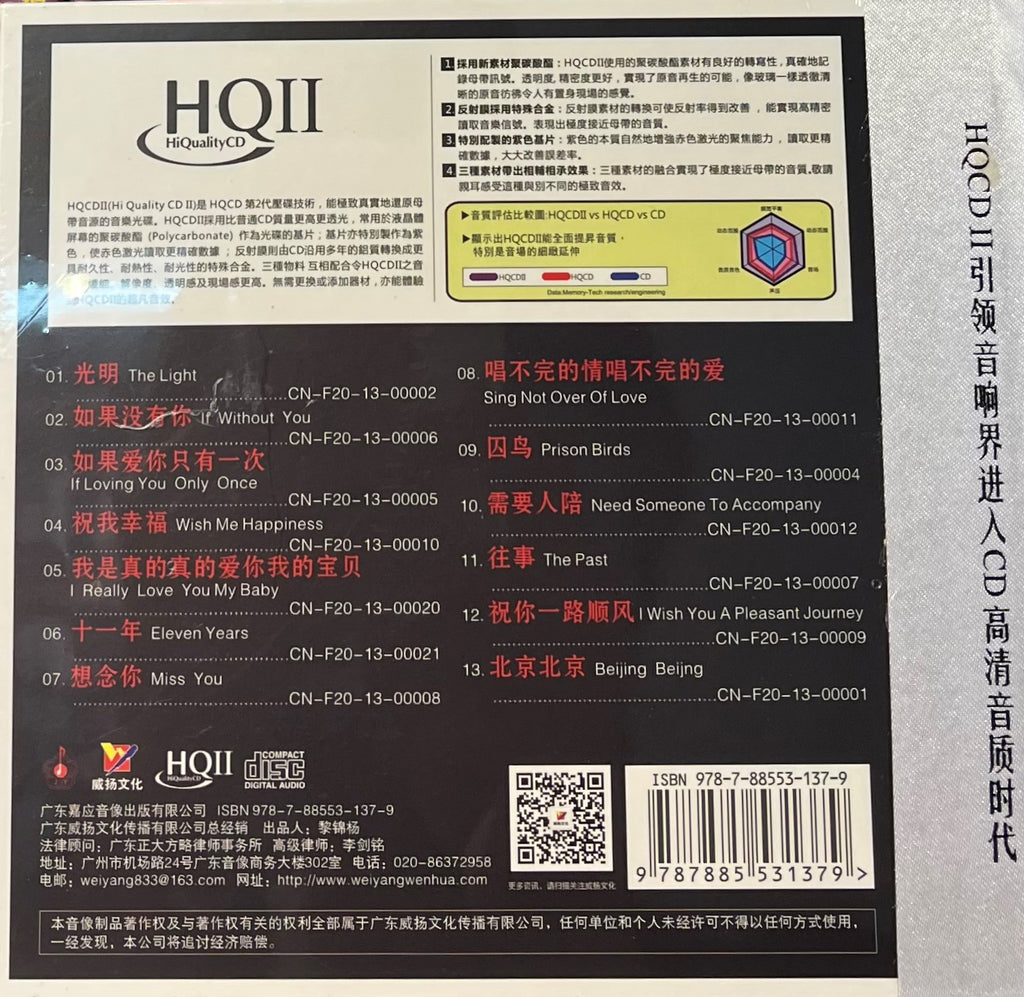 HQII
HiQualityCD
HQCDII(Hi Quality CD II)是 HQCD 第2代壓碟技術，能極致真實地還原母
帶音源的音樂光碟。HQCDII採用比普通CD質量更高更透光，常用於液晶體
屏幕的聚碳酸酯 (Polycarbonate) 作為光碟的基片；基片亦特別製作為紫
色，使赤色激光讀取更精確數據；反射膜則由CD沿用多年的鋁質轉換成更
具耐久性、耐熱性、耐光性的特殊合金。三種物料 互相配合令HQCDII之音
解像度、透明感及現場感更高。無需更換或添加器材，亦能體驗
HQCDII的超凡音效。
1. 採用新素材聚碳酸酯：HQCDII使用的聚碳酸酯素材有良好的轉寫性，真確地記
錄母帶訊號。透明度，精密度更好，實現了原音再生的可能，像玻璃一樣透徹清
晰的原音彷彿令人有置身現場的感覺。
2. 反射膜採用特殊合金：反射膜素材的轉換可使反射率得到改善，能實現高精密
讀取音樂信號。表現出極度接近母帶的音質。
3. 特別配製的紫色基片：紫色的本質自然地增強赤色激光的聚焦能力，讀取更精
確數據，大大改善誤差率。
4. 三種素材帶出相輔相承效果：三種素材的融合實現了極度接近母帶的音質。敬請
親耳感受這種與別不同的極致音效。
▶音質評估比較圖:HQCDII vs HQCD vs CD
▶顯示出HQCDII能全面提昇音質，
特別是音場的細緻延伸
HQCDII HQCD CD
Data:Memory-Tech research/engineering
01. 光明 The Light
CN-F20-13-00002
02. 如果没有你 If Without You
CN-F20-13-00006
03. 如果爱你只有一次
If Loving You Only Once
CN-F20-13-00005
04. 祝我幸福 Wish Me Happiness
CN-F20-13-00010
05. 我是真的真的爱你我的宝贝
I Really Love You My Baby
CN-F20-13-00020
06. 十一年 Eleven Years
CN-F20-13-00021
07. 想念你 Miss You
CN-F20-13-00008
08. 唱不完的情唱不完的爱
Sing Not Over Of Love
CN-F20-13-00011
09. 囚鸟 Prison Birds
CN-F20-13-00004
10. 需要人陪 Need Someone To Accompany
CN-F20-13-00012
11. 往事 The Past
CN-F20-13-00007
12. 祝你一路顺风 I Wish You A Pleasant Journey
CN-F20-13-00009
13. 北京北京 Beijing Beijng
CN-F20-13-00001
威扬文化
HQII
HiQualityCD
COMPACT
disc
DIGITAL AUDIO
广东嘉应音像出版有限公司 ISBN 978-7-88553-137-9
广东威扬文化传播有限公司总经销 出品人：黎锦杨
法律顾问：广东正大方略律师事务所 高级律师：李剑铭
地址：广州市机场路24号广东音像商务大楼302室 电话：020-86372958
电邮：weiyang833@163.com 网址：http://www.weiyangwenhua.com
更多资讯，请扫描关注威扬文化
ISBN 978-7-88553-137-9
9 787885 531379 >
本音像制品著作权及与著作权有关的权利全部属于广东威扬文化传播有限公司，任何单位和个人未经许可不得以任何方式使用，
一经发现，本公司将追讨经济赔偿。
HQCDII引领音响界进入CD高清音质时代